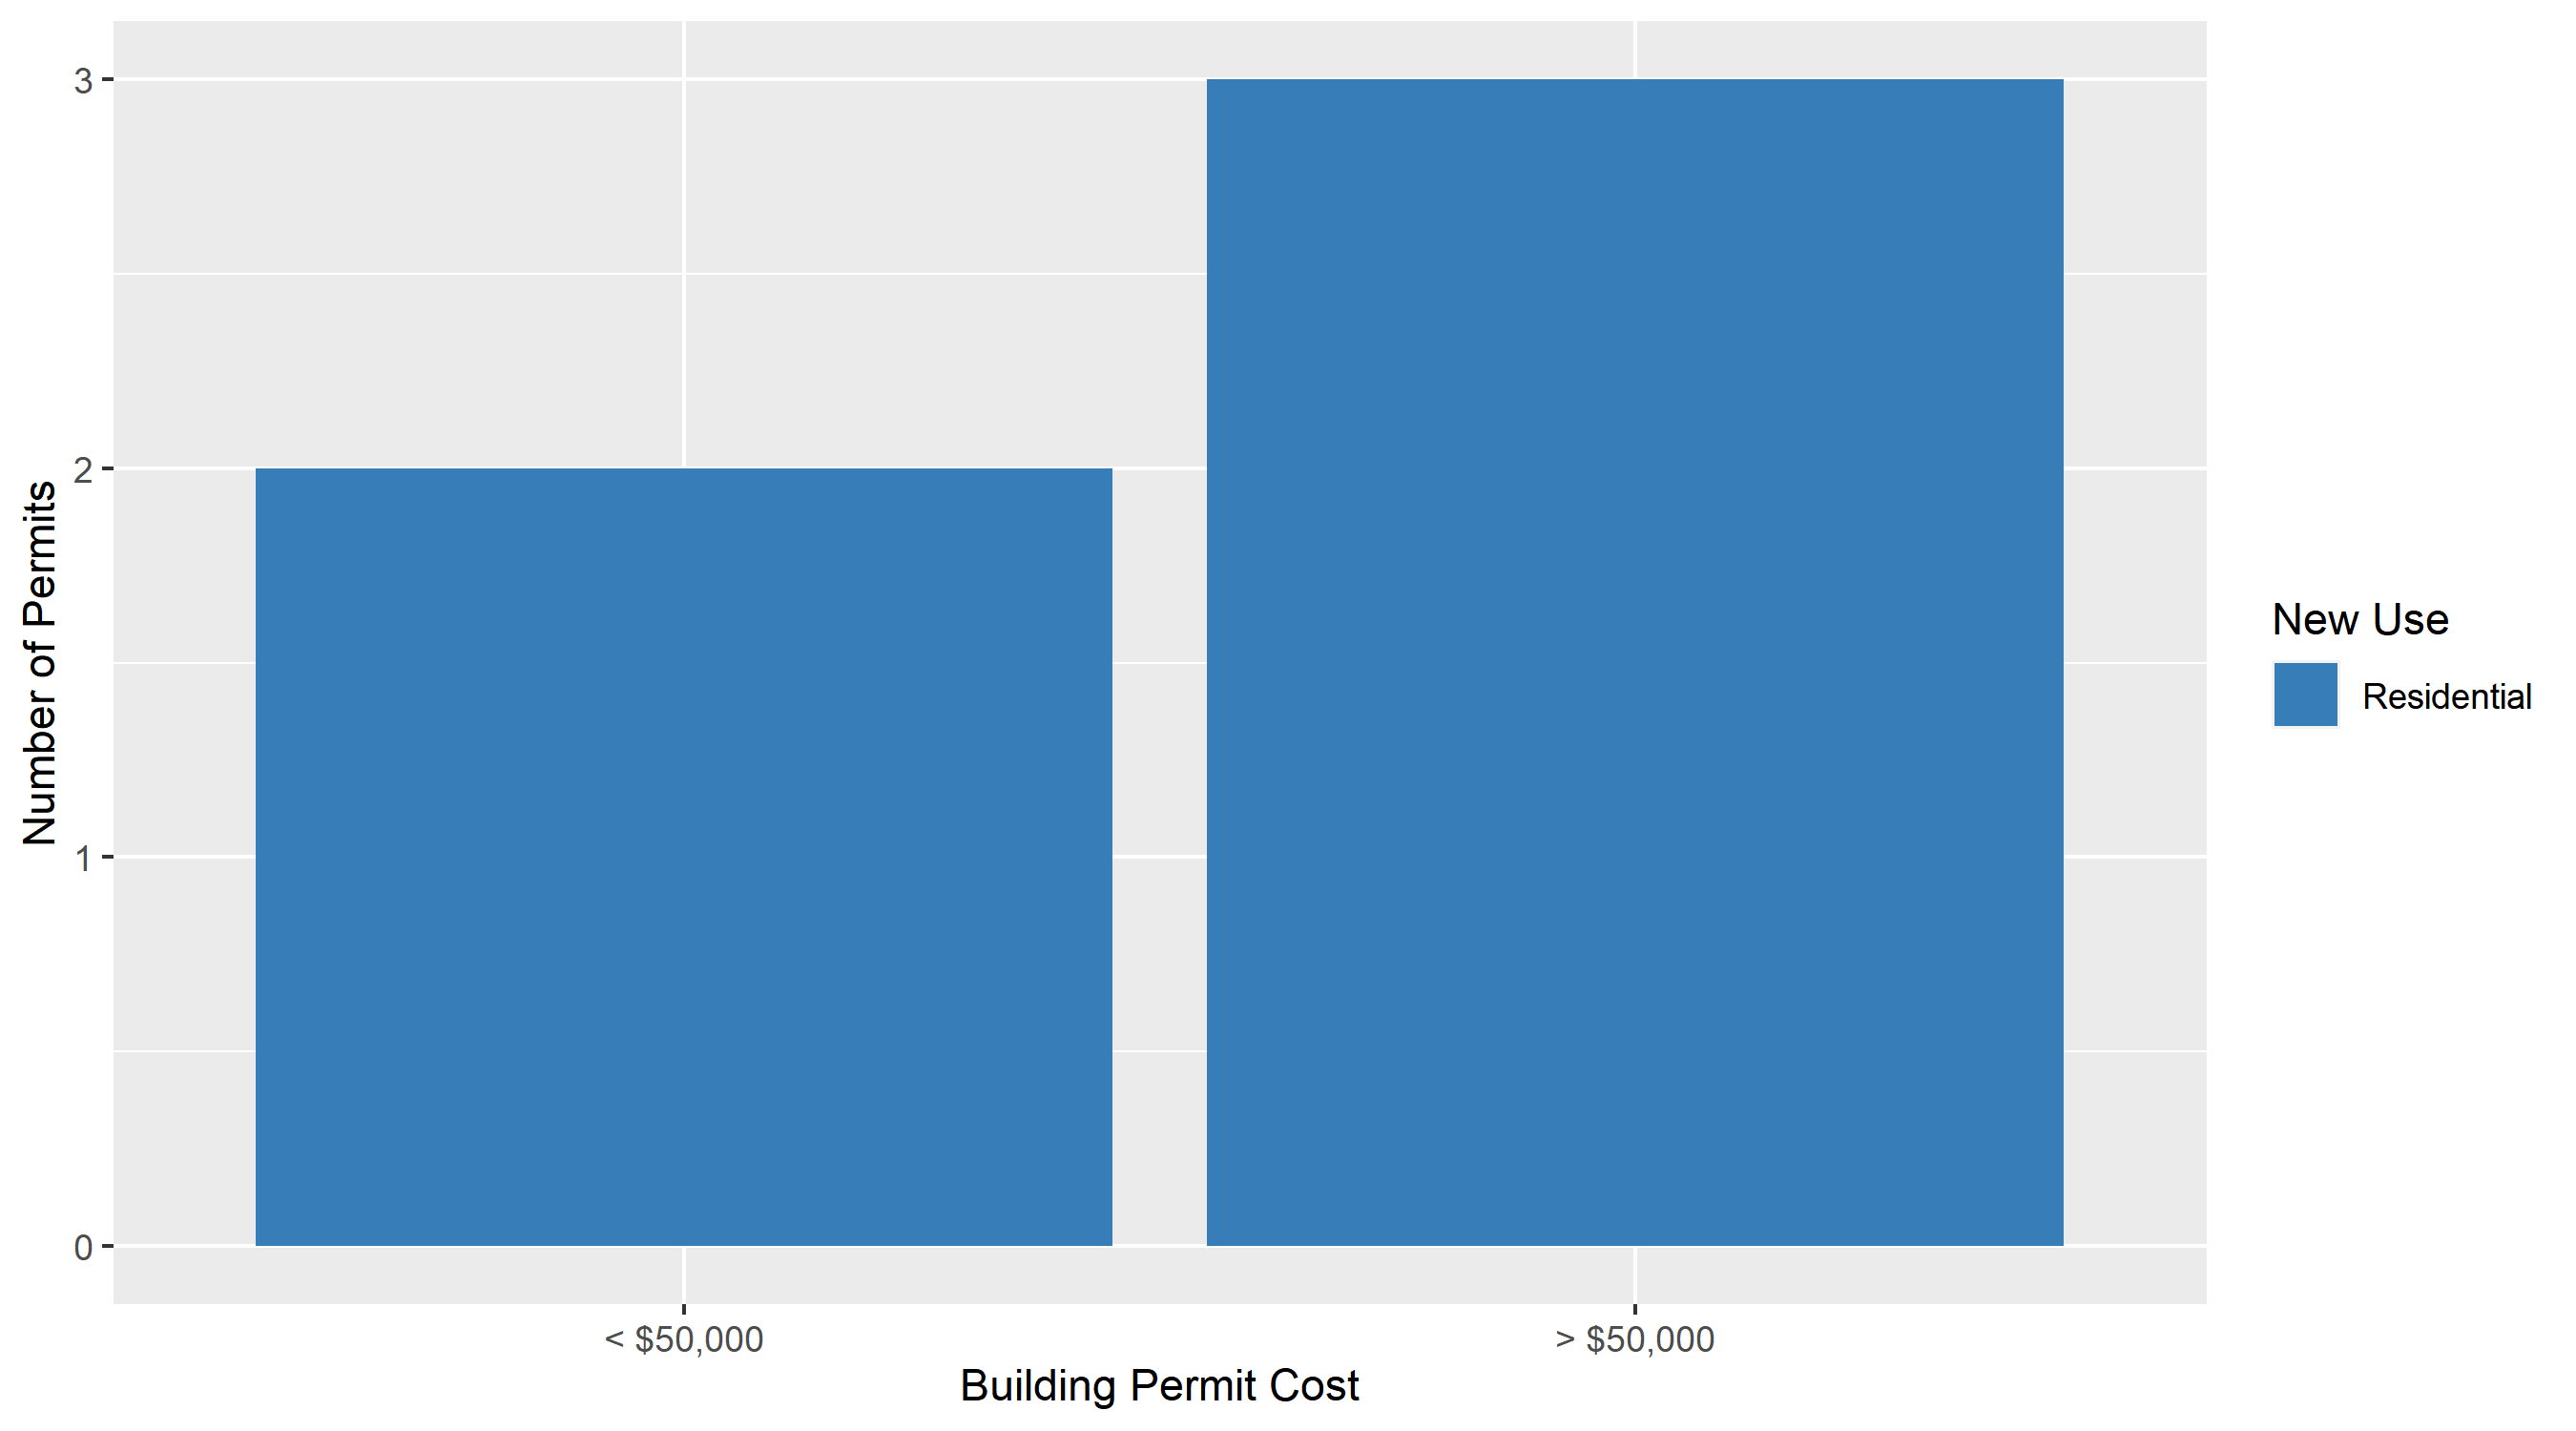 3
2
1
0
Number of Permits
< $50,000
> $50,000
Building Permit Cost
New Use
Residential